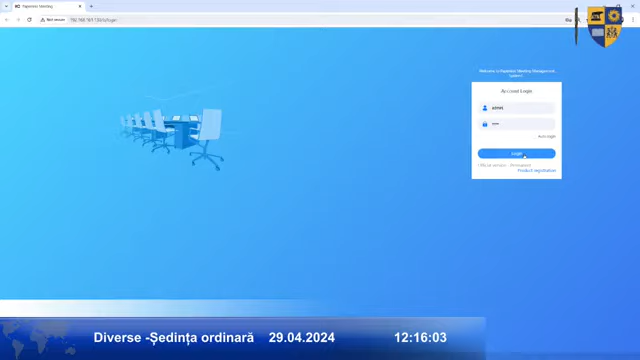 Paperless Meeting
Not secure
Welcome to Paperless Meeting Management
System!
Account Login
admin
Auto login
Login
Product registration
Diverse -Ședința ordinară 29.04.2024 12:16:03